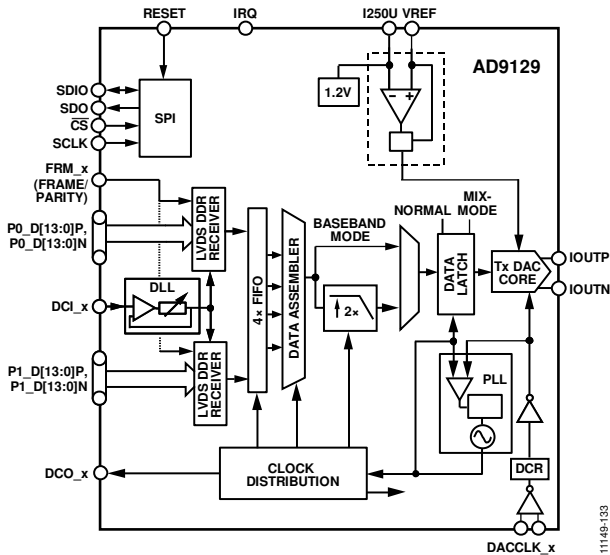 RESET
IRQ
I250U VREF
AD9129
1.2V
SDIO
SDO
CS
SCLK
SPI
FRM_x
(FRAME/
PARITY)
P0_D[13:0]P,
P0_D[13:0]N
LVDS DDR
RECEIVER
DLL
DCI_x
P1_D[13:0]P,
P1_D[13:0]N
LVDS DDR
RECEIVER
4× FIFO
DATA ASSEMBLER
BASEBAND
MODE
2×
NORMAL
MIX-
MODE
DATA
LATCH
Tx DAC
CORE
IOUTP
IOUTN
PLL
DCO_x
CLOCK
DISTRIBUTION
DCR
DACCLK_x
11149-133
− +